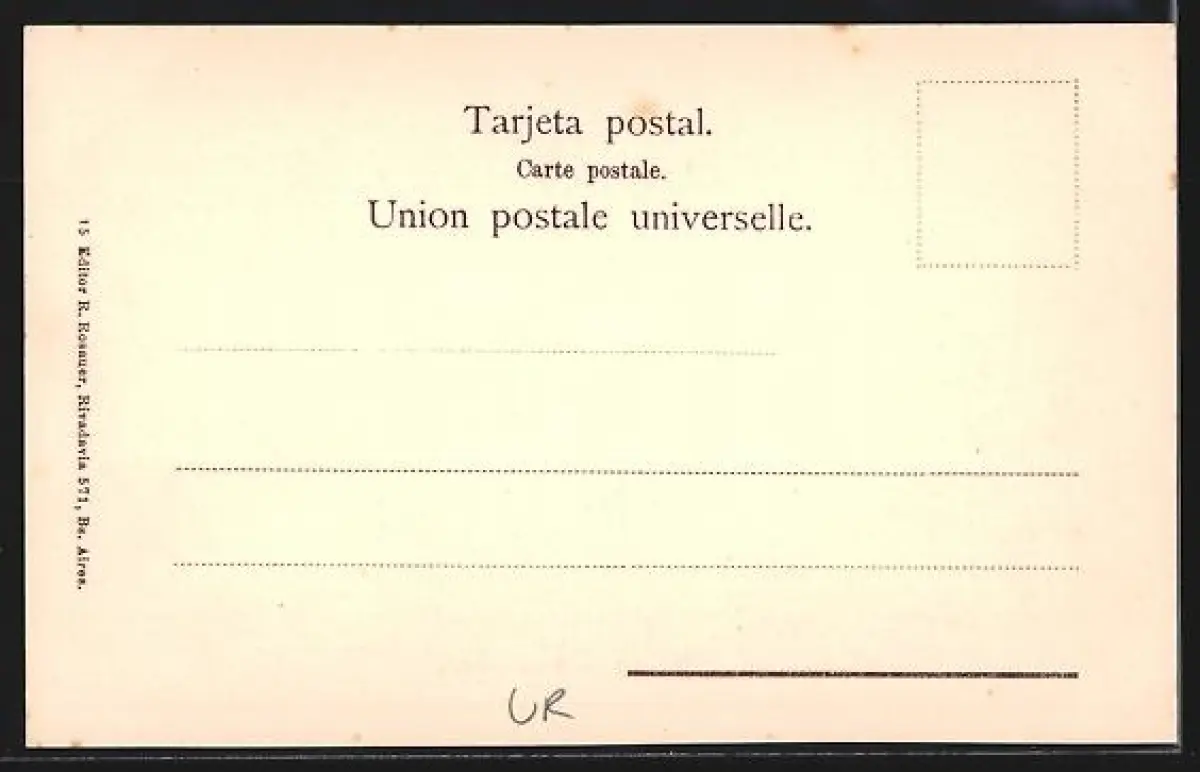 Tarjeta postal.
Carte postale.
Union postale universelle.
15 Editor R. Rosauer, Rivadavia 571, Bs. Aires.
UR